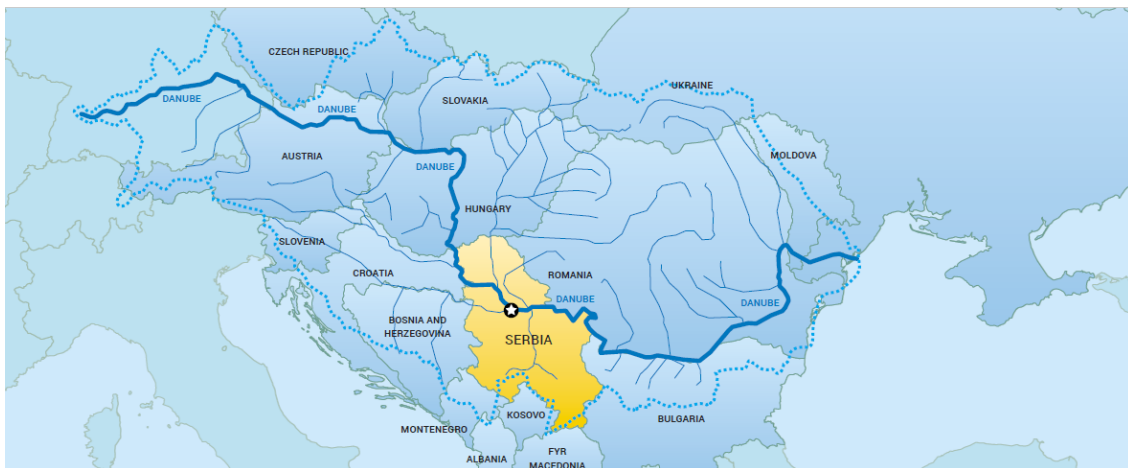 CZECH REPUBLIC
UKRAINE
DANUBE
SLOVAKIA
DANUBE
AUSTRIA
MOLDOVA
DANUBE
HUNGARY
SLOVENIA
CROATIA
ROMANIA
DANUBE
DANUBE
BOSNIA AND
HERZEGOVINA
SERBIA
KOSOVO
BULGARIA
MONTENEGRO
ALBANIA
FYR
MACEDONIA